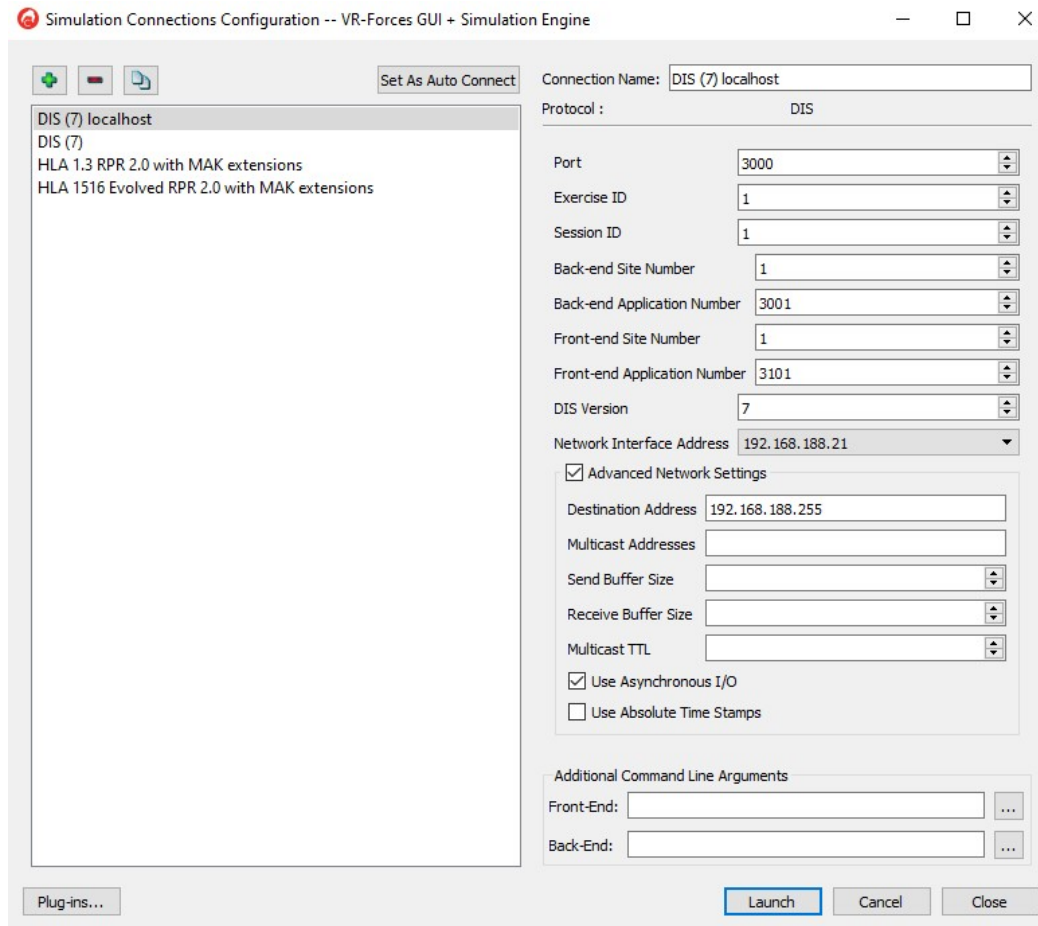 Simulation Connections Configuration -- VR-Forces GUI + Simulation Engine
Set As Auto Connect
DIS (7) localhost
DIS (7)
HLA 1.3 RPR 2.0 with MAK extensions
HLA 1516 Evolved RPR 2.0 with MAK extensions
Connection Name: DIS (7) localhost
Protocol : DIS
Port 3000
Exercise ID 1
Session ID 1
Back-end Site Number 1
Back-end Application Number 3001
Front-end Site Number 1
Front-end Application Number 3101
DIS Version 7
Network Interface Address 192.168.188.21
Advanced Network Settings
Destination Address 192.168.188.255
Multicast Addresses
Send Buffer Size
Receive Buffer Size
Multicast TTL
Use Asynchronous I/O
Use Absolute Time Stamps
Additional Command Line Arguments
Front-End: ...
Back-End: ...
Plug-ins... Launch Cancel Close